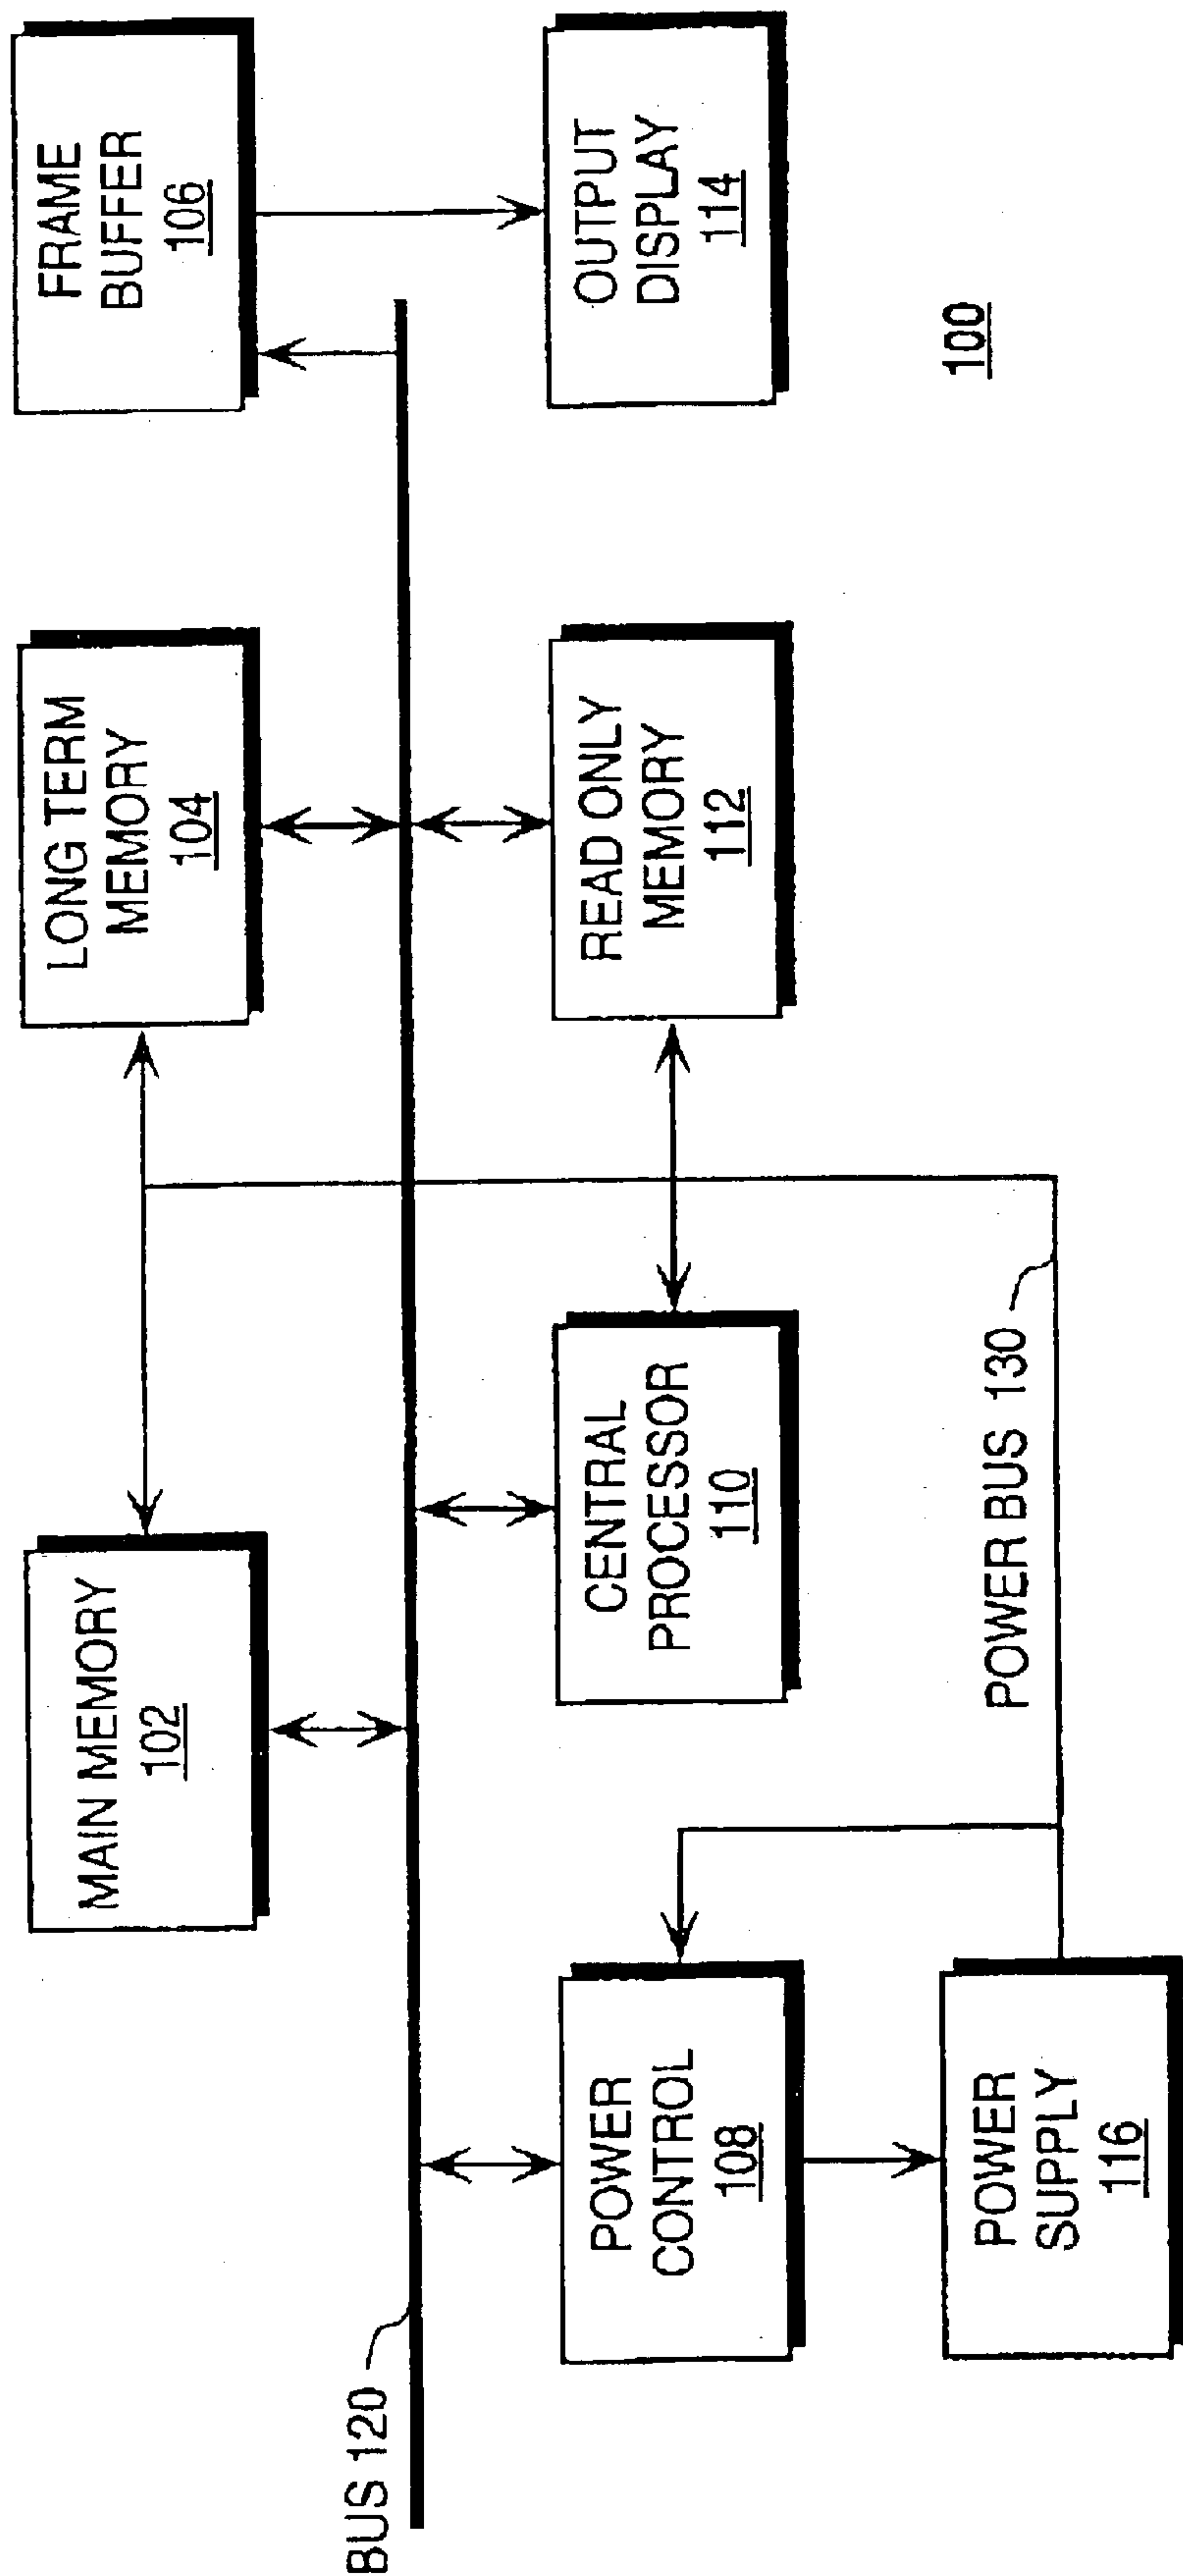 MAIN MEMORY
102
LONG TERM
MEMORY
104
FRAME
BUFFER
106
BUS 120
POWER
CONTROL
108
CENTRAL
PROCESSOR
110
READ ONLY
MEMORY
112
OUTPUT
DISPLAY
114
POWER
SUPPLY
116
POWER BUS 130
100